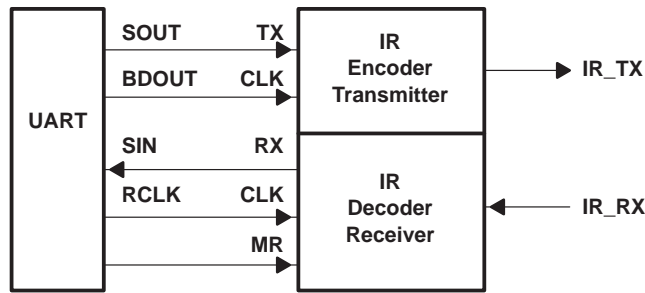 SOUT TX
IR
Encoder
Transmitter
IR_TX
BDOUT CLK
UART
SIN RX
IR
Decoder
Receiver
RCLK CLK
IR_RX
MR